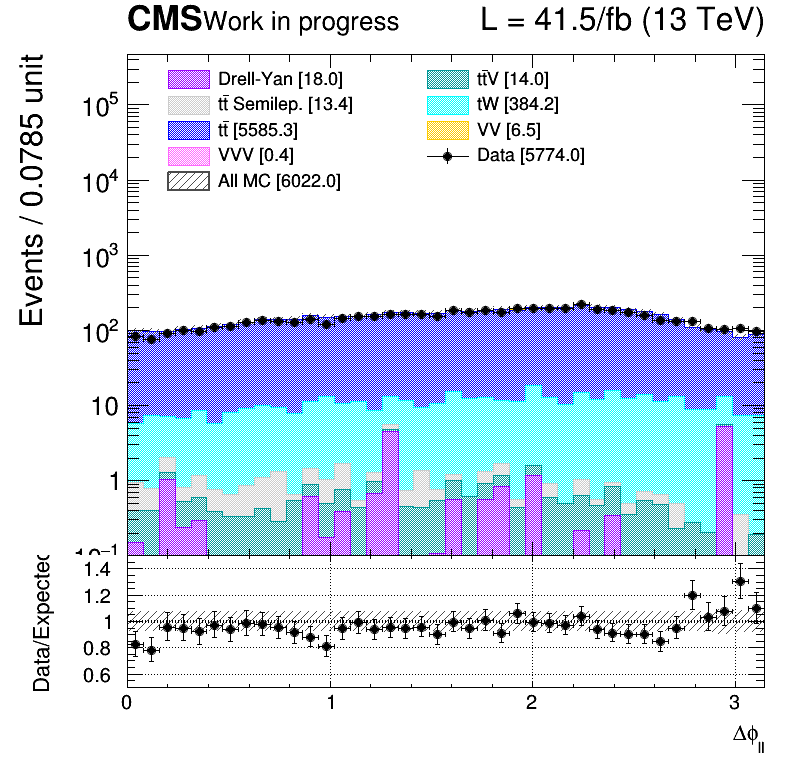 CMS Work in progress L = 41.5/fb (13 TeV)
Events / 0.0785 unit
Drell-Yan [18.0] tt̄V [14.0]
tt̄ Semilep. [13.4] tW [384.2]
tt̄ [5585.3] VV [6.5]
VVV [0.4] Data [5774.0]
All MC [6022.0]
10⁵
10⁴
10³
10²
10
1
10⁻¹
Data/Expected
1.4
1.2
1
0.8
0.6
0 1 2 3
Δϕ_ll